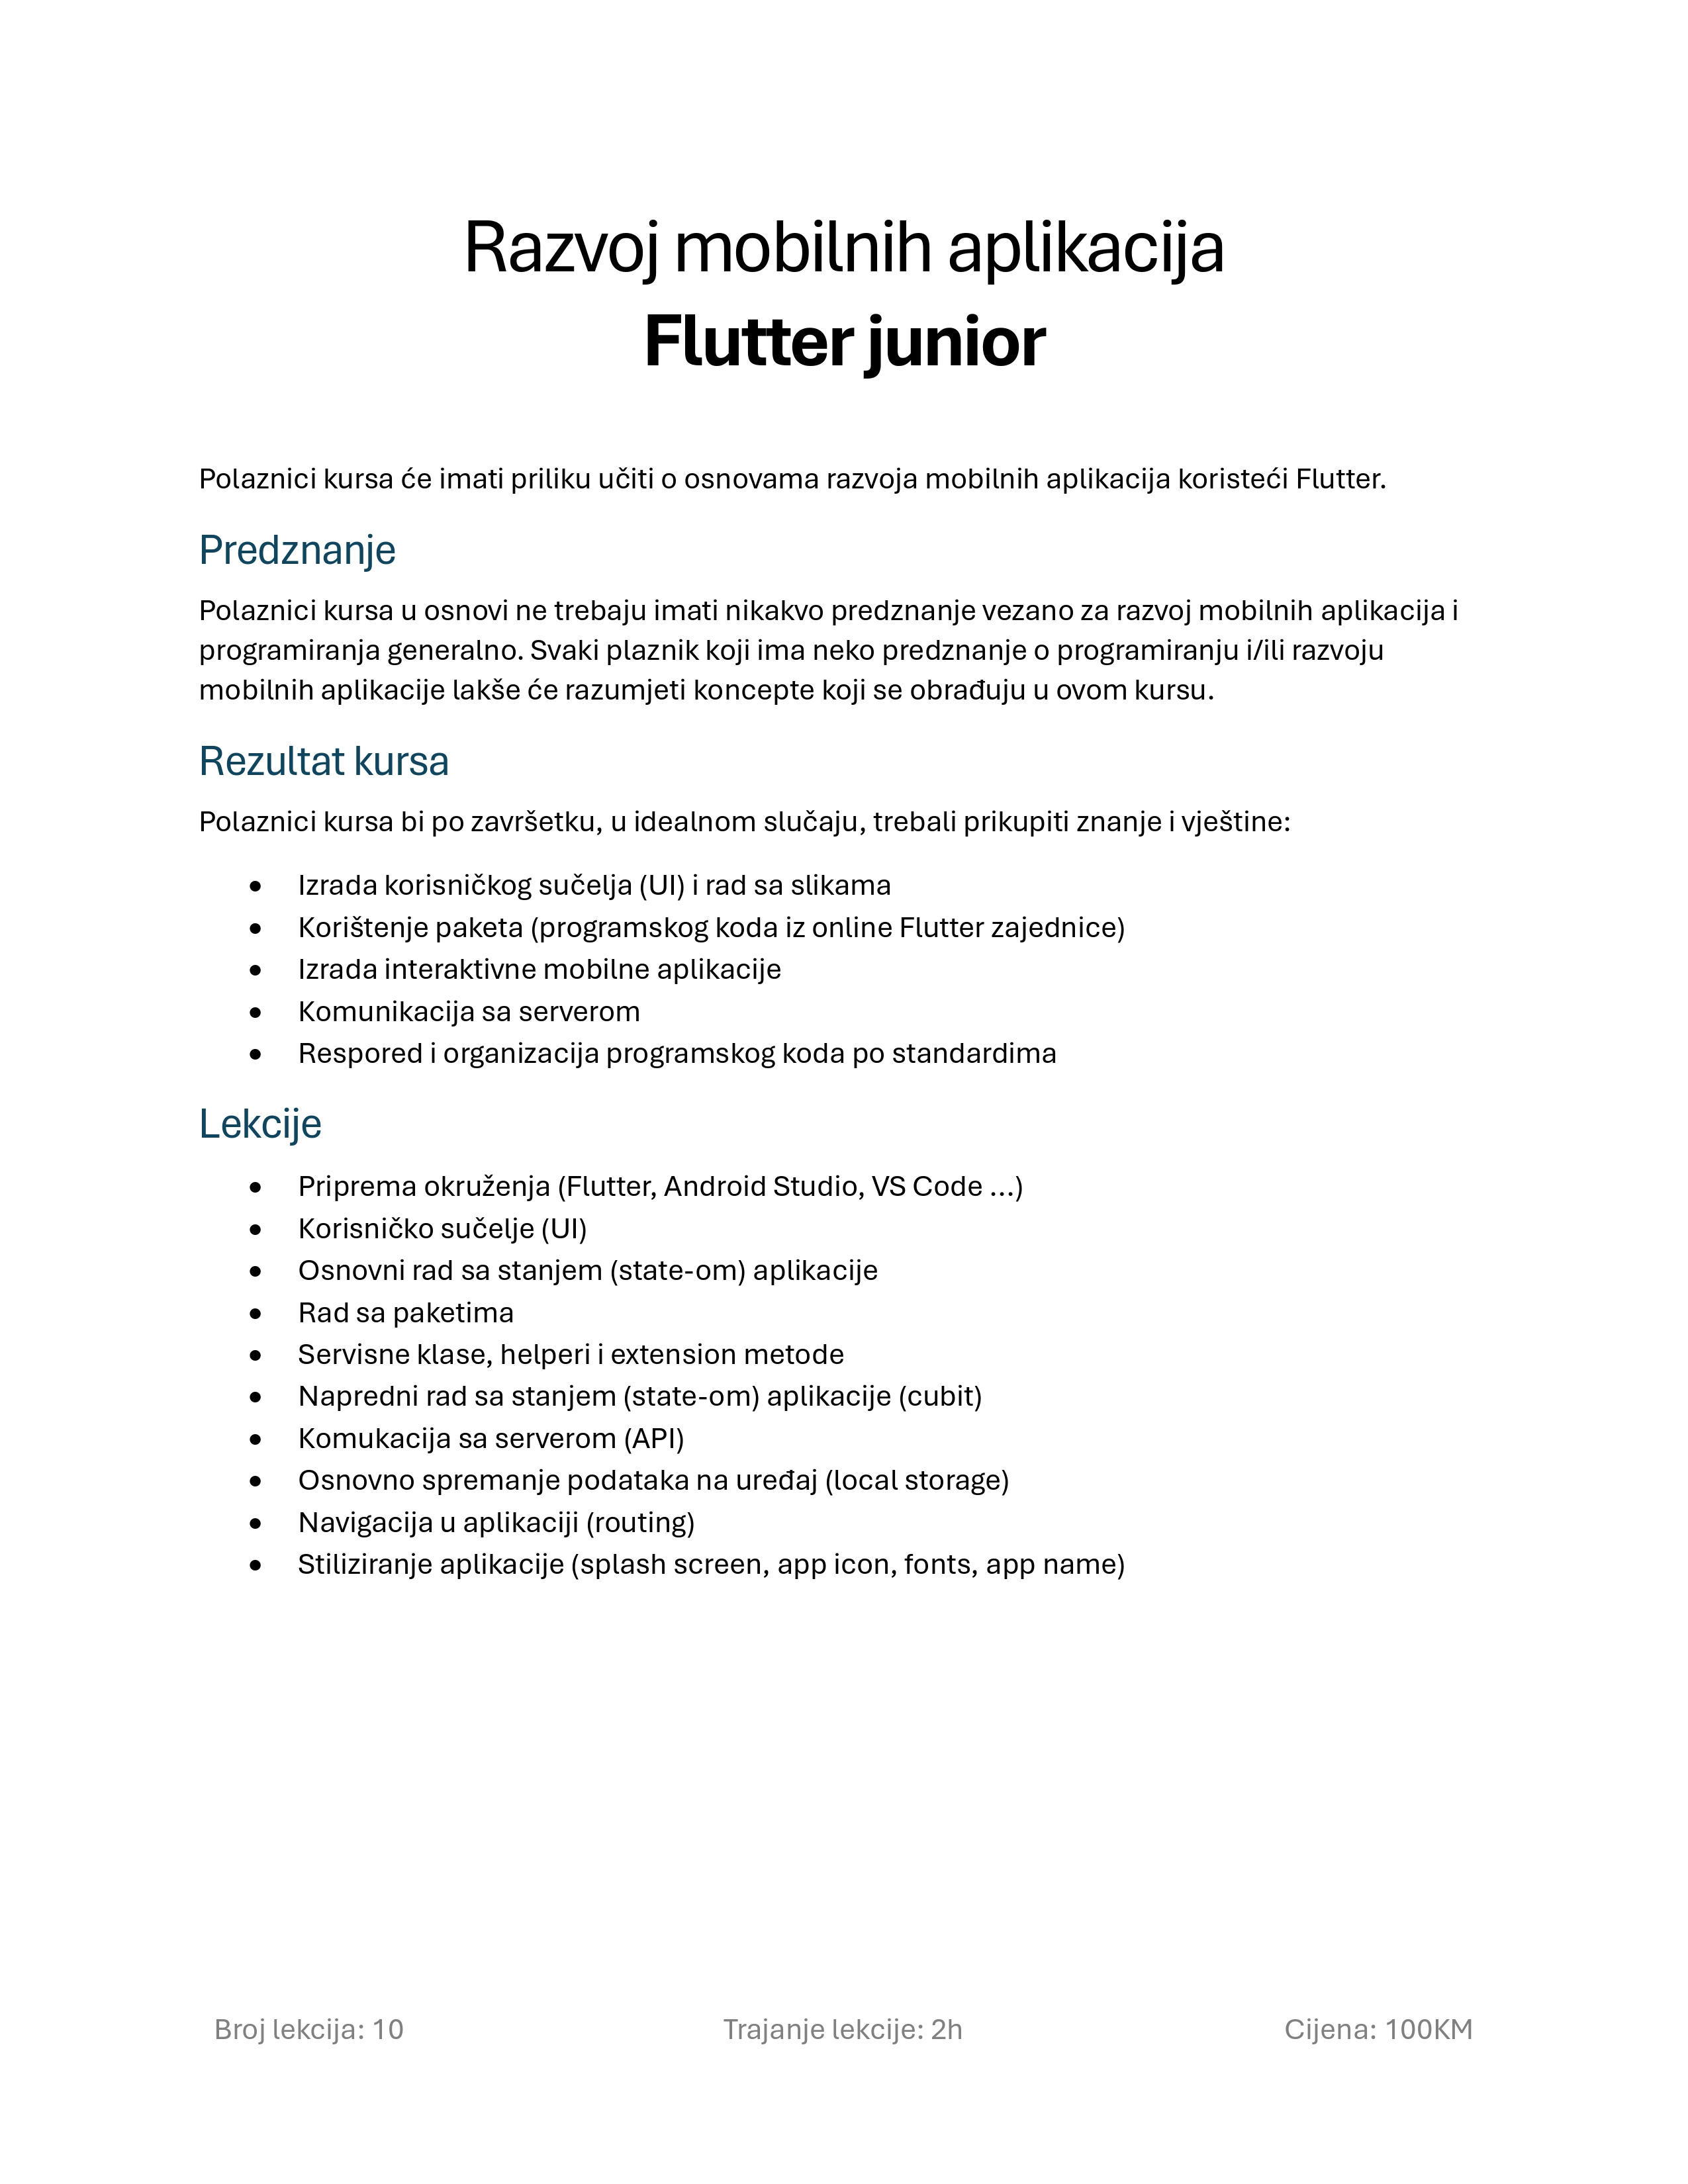 Razvoj mobilnih aplikacija
Flutter junior
Polaznici kursa će imati priliku učiti o osnovama razvoja mobilnih aplikacija koristeći Flutter.
Predznanje
Polaznici kursa u osnovi ne trebaju imati nikakvo predznanje vezano za razvoj mobilnih aplikacija i
programiranja generalno. Svaki plaznik koji ima neko predznanje o programiranju i/ili razvoju
mobilnih aplikacije lakše će razumjeti koncepte koji se obrađuju u ovom kursu.
Rezultat kursa
Polaznici kursa bi po završetku, u idealnom slučaju, trebali prikupiti znanje i vještine:
• Izrada korisničkog sučelja (UI) i rad sa slikama
• Korištenje paketa (programskog koda iz online Flutter zajednice)
• Izrada interaktivne mobilne aplikacije
• Komunikacija sa serverom
• Respored i organizacija programskog koda po standardima
Lekcije
• Priprema okruženja (Flutter, Android Studio, VS Code ...)
• Korisničko sučelje (UI)
• Osnovni rad sa stanjem (state-om) aplikacije
• Rad sa paketima
• Servisne klase, helperi i extension metode
• Napredni rad sa stanjem (state-om) aplikacije (cubit)
• Komukacija sa serverom (API)
• Osnovno spremanje podataka na uređaj (local storage)
• Navigacija u aplikaciji (routing)
• Stiliziranje aplikacije (splash screen, app icon, fonts, app name)
Broj lekcija: 10 Trajanje lekcije: 2h Cijena: 100KM